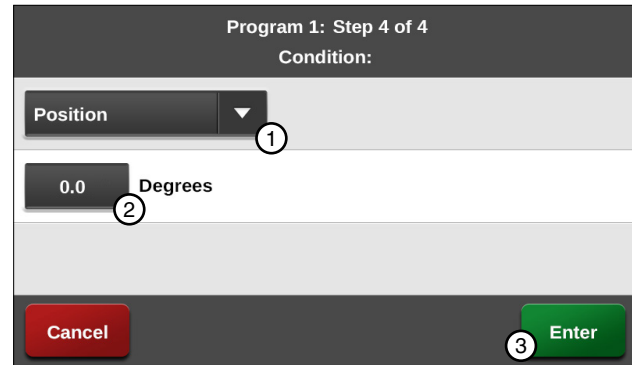 Program 1: Step 4 of 4
Condition:
Position
1
0.0 Degrees
2
Cancel
3 Enter